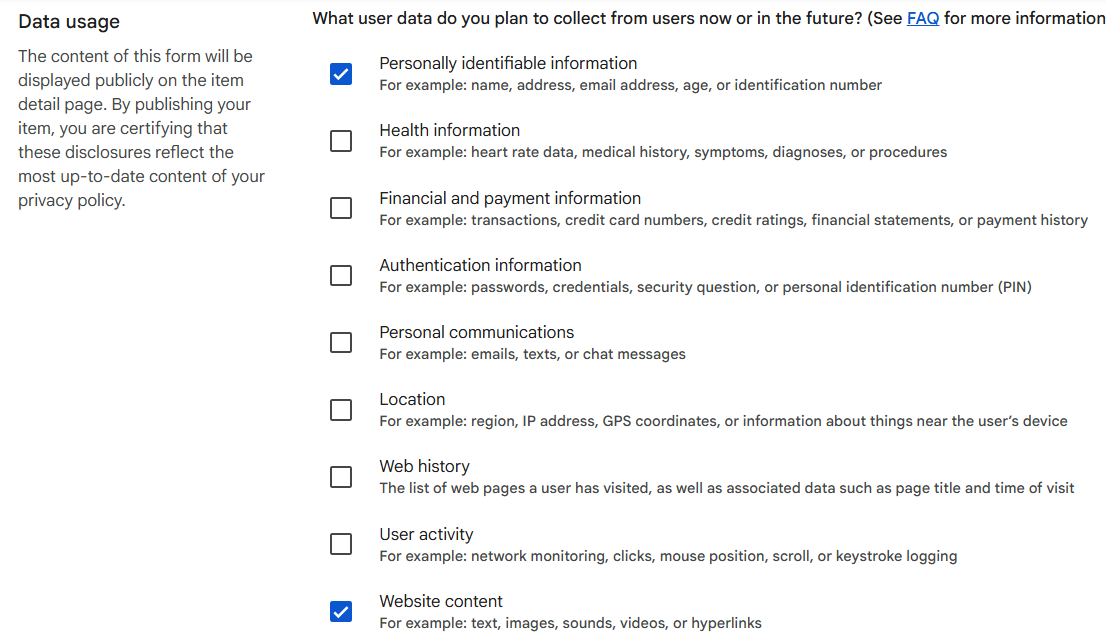 Data usage
The content of this form will be
displayed publicly on the item
detail page. By publishing your
item, you are certifying that
these disclosures reflect the
most up-to-date content of your
privacy policy.
What user data do you plan to collect from users now or in the future? (See FAQ for more information
Personally identifiable information
For example: name, address, email address, age, or identification number
Health information
For example: heart rate data, medical history, symptoms, diagnoses, or procedures
Financial and payment information
For example: transactions, credit card numbers, credit ratings, financial statements, or payment history
Authentication information
For example: passwords, credentials, security question, or personal identification number (PIN)
Personal communications
For example: emails, texts, or chat messages
Location
For example: region, IP address, GPS coordinates, or information about things near the user’s device
Web history
The list of web pages a user has visited, as well as associated data such as page title and time of visit
User activity
For example: network monitoring, clicks, mouse position, scroll, or keystroke logging
Website content
For example: text, images, sounds, videos, or hyperlinks